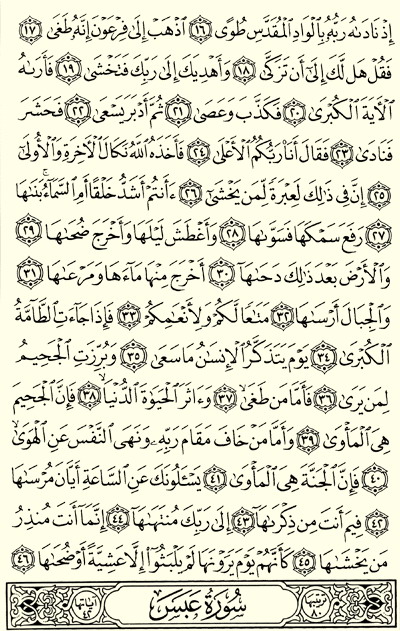 إِذْ نَادَىٰهُ رَبُّهُۥ بِٱلْوَادِ ٱلْمُقَدَّسِ طُوًى ١٦ ٱذْهَبْ إِلَىٰ فِرْعَوْنَ إِنَّهُۥ طَغَىٰ ١٧
فَقُلْ هَل لَّكَ إِلَىٰٓ أَن تَزَكَّىٰ ١٨ وَأَهْدِيَكَ إِلَىٰ رَبِّكَ فَتَخْشَىٰ ١٩ فَأَرَىٰهُ
ٱلْـَٔايَةَ ٱلْكُبْرَىٰ ٢٠ فَكَذَّبَ وَعَصَىٰ ٢١ ثُمَّ أَدْبَرَ يَسْعَىٰ ٢٢ فَحَشَرَ
فَنَادَىٰ ٢٣ فَقَالَ أَنَا۠ رَبُّكُمُ ٱلْأَعْلَىٰ ٢٤ فَأَخَذَهُ ٱللَّهُ نَكَالَ ٱلْـَٔاخِرَةِ وَٱلْأُولَىٰٓ
٢٥ إِنَّ فِى ذَٰلِكَ لَعِبْرَةً لِّمَن يَخْشَىٰٓ ٢٦ ءَأَنتُمْ أَشَدُّ خَلْقًا أَمِ ٱلسَّمَآءُ ۚ بَنَىٰهَا
٢٧ رَفَعَ سَمْكَهَا فَسَوَّىٰهَا ٢٨ وَأَغْطَشَ لَيْلَهَا وَأَخْرَجَ ضُحَىٰهَا ٢٩
وَٱلْأَرْضَ بَعْدَ ذَٰلِكَ دَحَىٰهَآ ٣٠ أَخْرَجَ مِنْهَا مَآءَهَا وَمَرْعَىٰهَا ٣١
وَٱلْجِبَالَ أَرْسَىٰهَا ٣٢ مَتَـٰعًا لَّكُمْ وَلِأَنْعَـٰمِكُمْ ٣٣ فَإِذَا جَآءَتِ ٱلطَّآمَّةُ
ٱلْكُبْرَىٰ ٣٤ يَوْمَ يَتَذَكَّرُ ٱلْإِنسَـٰنُ مَا سَعَىٰ ٣٥ وَبُرِّزَتِ ٱلْجَحِيمُ
لِمَن يَرَىٰ ٣٦ فَأَمَّا مَن طَغَىٰ ٣٧ وَءَاثَرَ ٱلْحَيَوٰةَ ٱلدُّنْيَا ٣٨ فَإِنَّ ٱلْجَحِيمَ
هِىَ ٱلْمَأْوَىٰ ٣٩ وَأَمَّا مَنْ خَافَ مَقَامَ رَبِّهِۦ وَنَهَى ٱلنَّفْسَ عَنِ ٱلْهَوَىٰ
٤٠ فَإِنَّ ٱلْجَنَّةَ هِىَ ٱلْمَأْوَىٰ ٤١ يَسْـَٔلُونَكَ عَنِ ٱلسَّاعَةِ أَيَّانَ مُرْسَىٰهَا
٤٢ فِيمَ أَنتَ مِن ذِكْرَىٰهَآ ٤٣ إِلَىٰ رَبِّكَ مُنتَهَىٰهَآ ٤٤ إِنَّمَآ أَنتَ مُنذِرُ
مَن يَخْشَىٰهَا ٤٥ كَأَنَّهُمْ يَوْمَ يَرَوْنَهَا لَمْ يَلْبَثُوٓا۟ إِلَّا عَشِيَّةً أَوْ ضُحَىٰهَا ٤٦
ترتيبها ٨٠ سُورَةُ عَبَسَ آياتها ٤٢